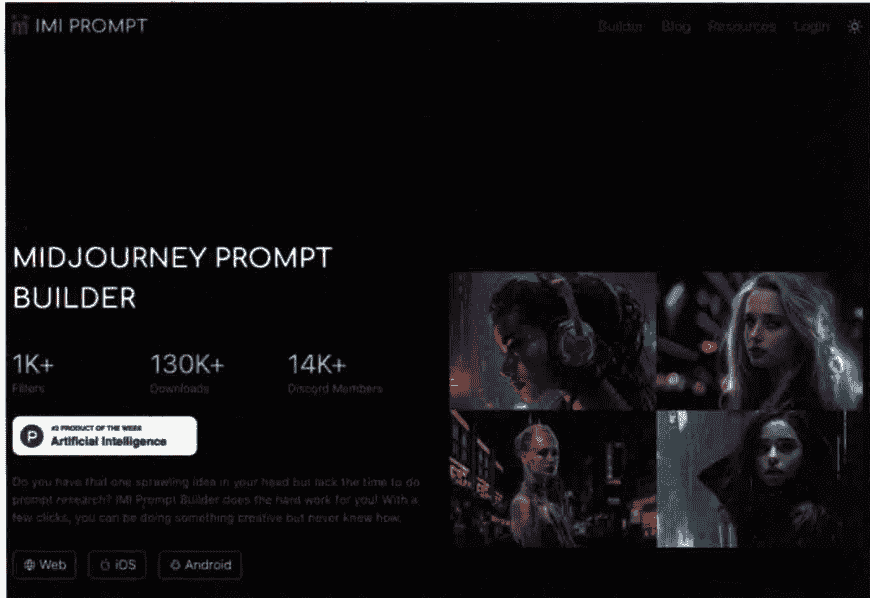 IMI PROMPT
Builder Blog Resources Login
MIDJOURNEY PROMPT
BUILDER
1K+ 130K+ 14K+
Filters Downloads Discord Members
P
#3 PRODUCT OF THE WEEK
Artificial Intelligence
Do you have that one sprawling idea in your head but lack the time to do
prompt research? IMI Prompt Builder does the hard work for you! With a
few clicks, you can be doing something creative but never knew how.
Web iOS Android